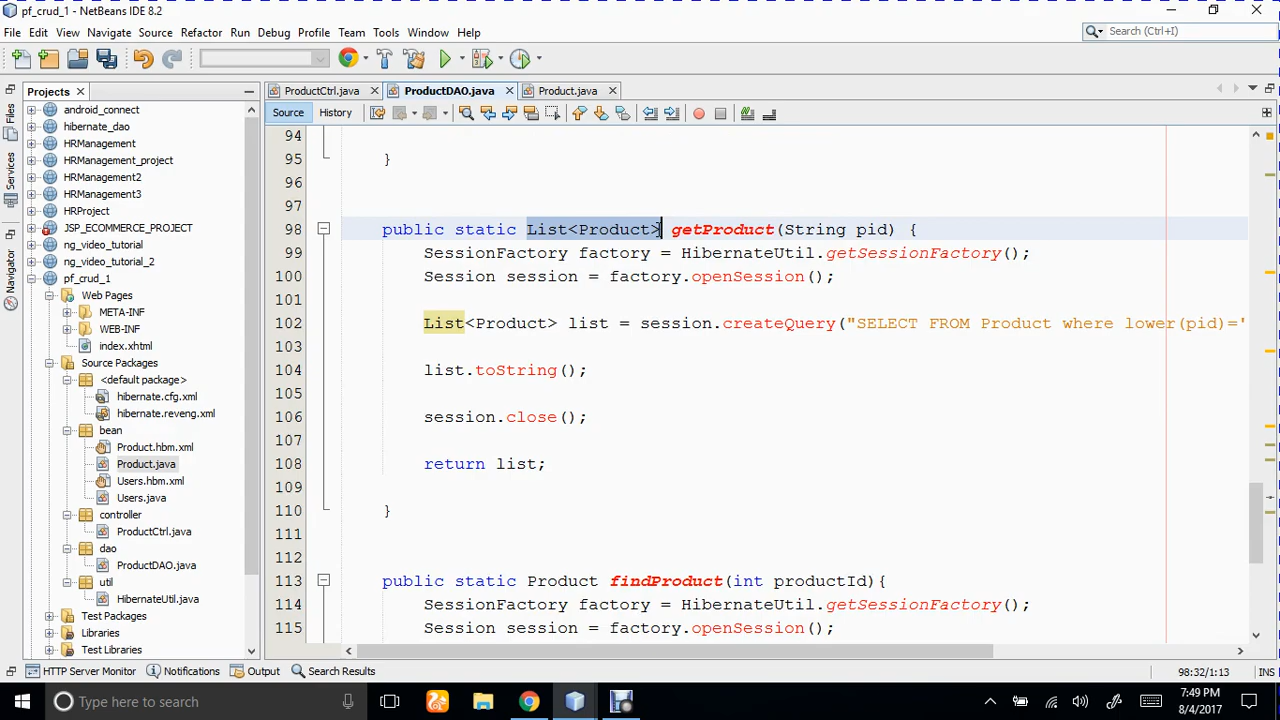 pf_crud_1 - NetBeans IDE 8.2
File Edit View Navigate Source Refactor Run Debug Profile Team Tools Window Help
Search (Ctrl+I)
Projects
ProductCtrl.java
ProductDAO.java
Product.java
Source
History
Files
Services
Navigator
android_connect
hibernate_dao
HRManagement
HRManagement_project
HRManagement2
HRManagement3
HRProject
JSP_ECOMMERCE_PROJECT
ng_video_tutorial
ng_video_tutorial_2
pf_crud_1
Web Pages
META-INF
WEB-INF
index.xhtml
Source Packages
<default package>
hibernate.cfg.xml
hibernate.reveng.xml
bean
Product.hbm.xml
Product.java
Users.hbm.xml
Users.java
controller
ProductCtrl.java
dao
ProductDAO.java
util
HibernateUtil.java
Test Packages
Libraries
Test Libraries
94
95 }
96
97
98 public static List<Product> getProduct(String pid) {
99 SessionFactory factory = HibernateUtil.getSessionFactory();
100 Session session = factory.openSession();
101
102 List<Product> list = session.createQuery("SELECT FROM Product where lower(pid)='
103
104 list.toString();
105
106 session.close();
107
108 return list;
109
110 }
111
112
113 public static Product findProduct(int productId){
114 SessionFactory factory = HibernateUtil.getSessionFactory();
115 Session session = factory.openSession();
HTTP Server Monitor
Notifications
Output
Search Results
98:32/1:13
INS
Type here to search
7:49 PM
8/4/2017